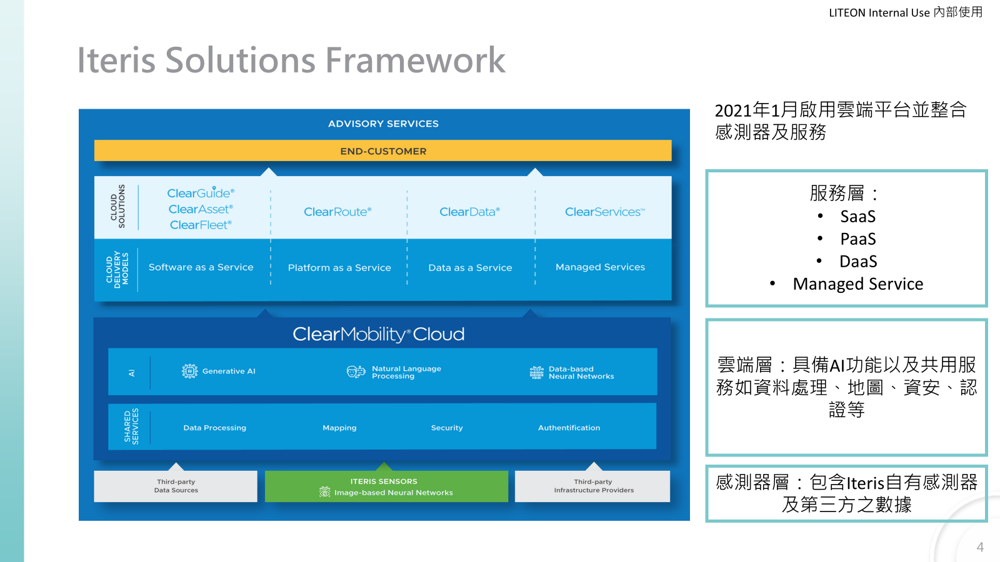 LITEON Internal Use 內部使用
Iteris Solutions Framework
ADVISORY SERVICES
END-CUSTOMER
CLOUD
SOLUTIONS
ClearGuide®
ClearAsset®
ClearFleet®
ClearRoute®
ClearData®
ClearServices™
CLOUD
DELIVERY
MODELS
Software as a Service
Platform as a Service
Data as a Service
Managed Services
ClearMobility® Cloud
AI
Generative AI
Natural Language
Processing
Data-based
Neural Networks
SHARED
SERVICES
Data Processing
Mapping
Security
Authentification
Third-party
Data Sources
ITERIS SENSORS
Image-based Neural Networks
Third-party
Infrastructure Providers
2021年1月啟用雲端平台並整合
感測器及服務
服務層：
• SaaS
• PaaS
• DaaS
• Managed Service
雲端層：具備AI功能以及共用服
務如資料處理、地圖、資安、認
證等
感測器層：包含Iteris自有感測器
及第三方之數據
4